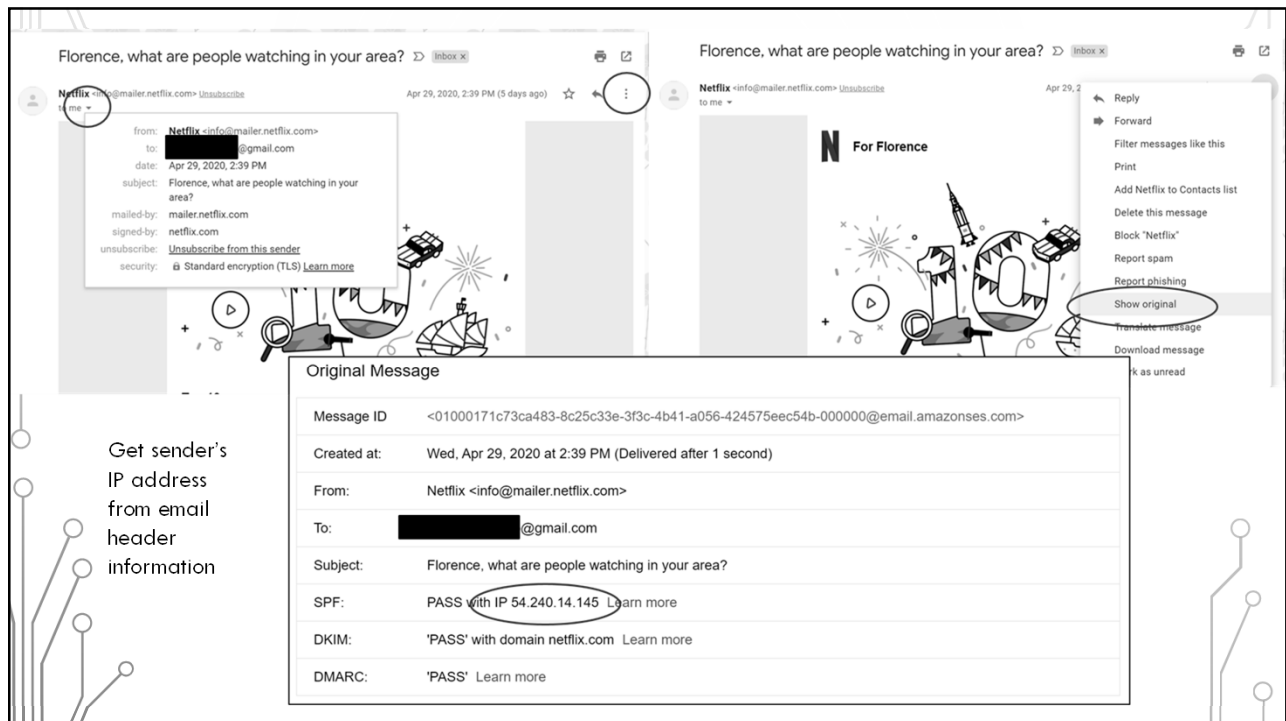 Florence, what are people watching in your area? Inbox x
Netflix <info@mailer.netflix.com> Unsubscribe
Apr 29, 2020, 2:39 PM (5 days ago)
to me
from: Netflix <info@mailer.netflix.com>
to: @gmail.com
date: Apr 29, 2020, 2:39 PM
subject: Florence, what are people watching in your
area?
mailed-by: mailer.netflix.com
signed-by: netflix.com
unsubscribe: Unsubscribe from this sender
security: Standard encryption (TLS) Learn more
10
Florence, what are people watching in your area? Inbox x
Netflix <info@mailer.netflix.com> Unsubscribe
Apr 29, 2
to me
N For Florence
10
Reply
Forward
Filter messages like this
Print
Add Netflix to Contacts list
Delete this message
Block "Netflix"
Report spam
Report phishing
Show original
Translate message
Download message
rk as unread
Get sender's
IP address
from email
header
information
Original Message
Message ID <01000171c73ca483-8c25c33e-3f3c-4b41-a056-424575eec54b-000000@email.amazonses.com>
Created at: Wed, Apr 29, 2020 at 2:39 PM (Delivered after 1 second)
From: Netflix <info@mailer.netflix.com>
To: @gmail.com
Subject: Florence, what are people watching in your area?
SPF: PASS with IP 54.240.14.145 Learn more
DKIM: 'PASS' with domain netflix.com Learn more
DMARC: 'PASS' Learn more